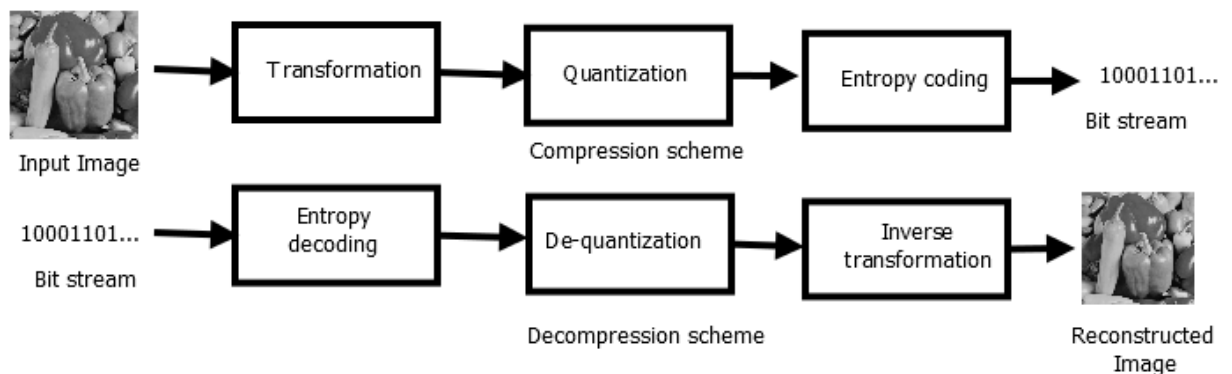 Transformation
Quantization
Entropy coding
10001101...
Bit stream
Input Image
Compression scheme
10001101...
Bit stream
Entropy
decoding
De-quantization
Inverse
transformation
Decompression scheme
Reconstructed
Image